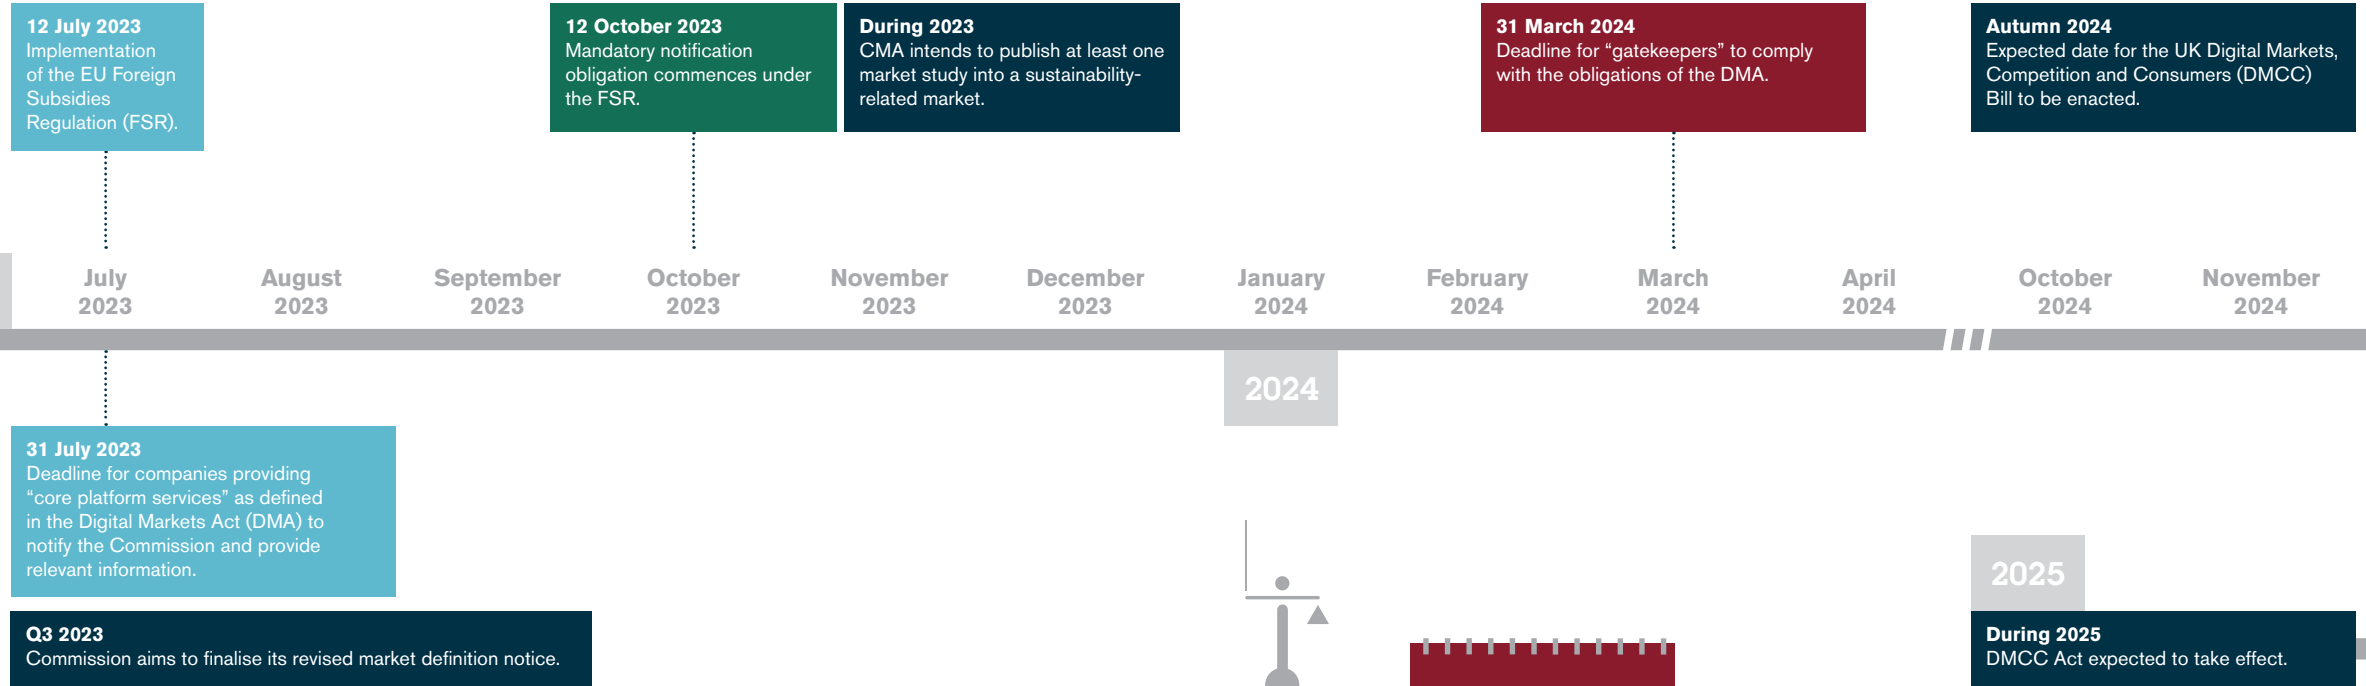 12 July 2023
Implementation
of the EU Foreign
Subsidies
Regulation (FSR).
12 October 2023
Mandatory notification
obligation commences under
the FSR.
During 2023
CMA intends to publish at least one
market study into a sustainability-
related market.
31 March 2024
Deadline for “gatekeepers” to comply
with the obligations of the DMA.
Autumn 2024
Expected date for the UK Digital Markets,
Competition and Consumers (DMCC)
Bill to be enacted.
July
2023
August
2023
September
2023
October
2023
November
2023
December
2023
January
2024
February
2024
March
2024
April
2024
October
2024
November
2024
2024
31 July 2023
Deadline for companies providing
“core platform services” as defined
in the Digital Markets Act (DMA) to
notify the Commission and provide
relevant information.
Q3 2023
Commission aims to finalise its revised market definition notice.
2025
During 2025
DMCC Act expected to take effect.